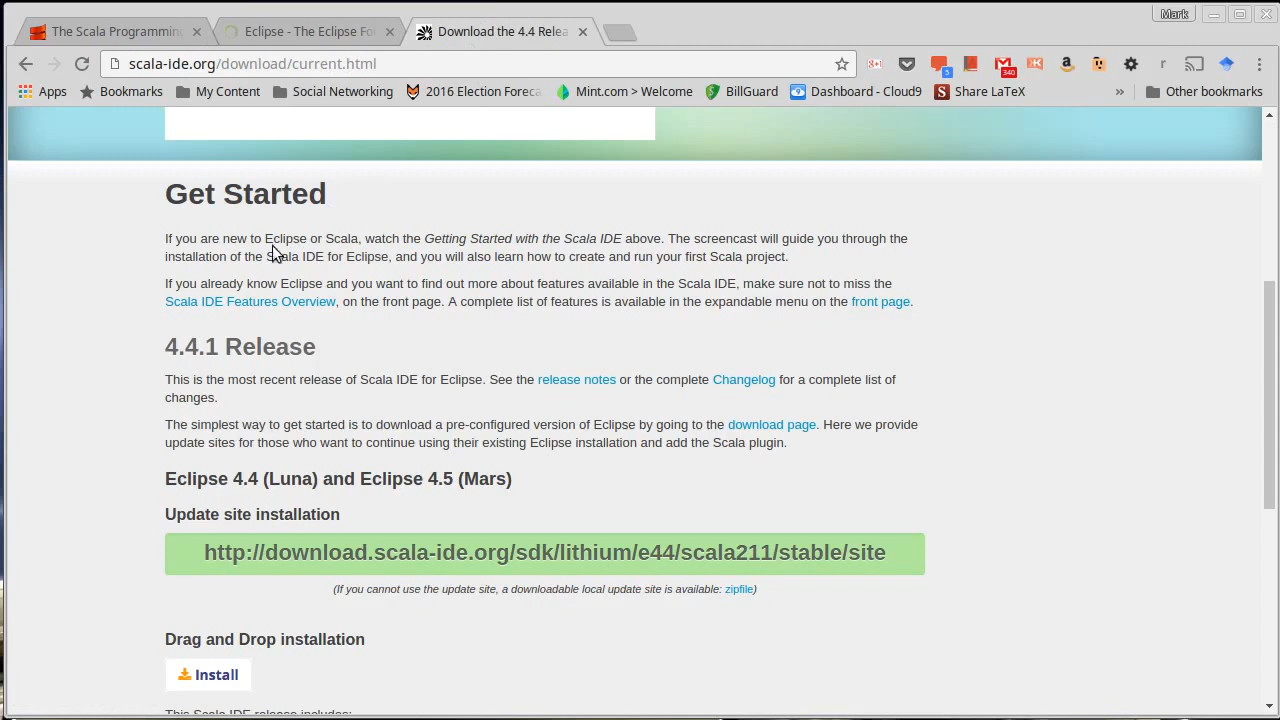 Mark
The Scala Programmin
Eclipse - The Eclipse Fo
Download the 4.4 Relea
scala-ide.org/download/current.html
5
340
Apps
Bookmarks
My Content
Social Networking
2016 Election Foreca
Mint.com > Welcome
BillGuard
Dashboard - Cloud9
Share LaTeX
»
Other bookmarks
Get Started
If you are new to Eclipse or Scala, watch the Getting Started with the Scala IDE above. The screencast will guide you through the
installation of the Scala IDE for Eclipse, and you will also learn how to create and run your first Scala project.
If you already know Eclipse and you want to find out more about features available in the Scala IDE, make sure not to miss the
Scala IDE Features Overview, on the front page. A complete list of features is available in the expandable menu on the front page.
4.4.1 Release
This is the most recent release of Scala IDE for Eclipse. See the release notes or the complete Changelog for a complete list of
changes.
The simplest way to get started is to download a pre-configured version of Eclipse by going to the download page. Here we provide
update sites for those who want to continue using their existing Eclipse installation and add the Scala plugin.
Eclipse 4.4 (Luna) and Eclipse 4.5 (Mars)
Update site installation
http://download.scala-ide.org/sdk/lithium/e44/scala211/stable/site
(If you cannot use the update site, a downloadable local update site is available: zipfile)
Drag and Drop installation
Install
This Scala IDE release includes: